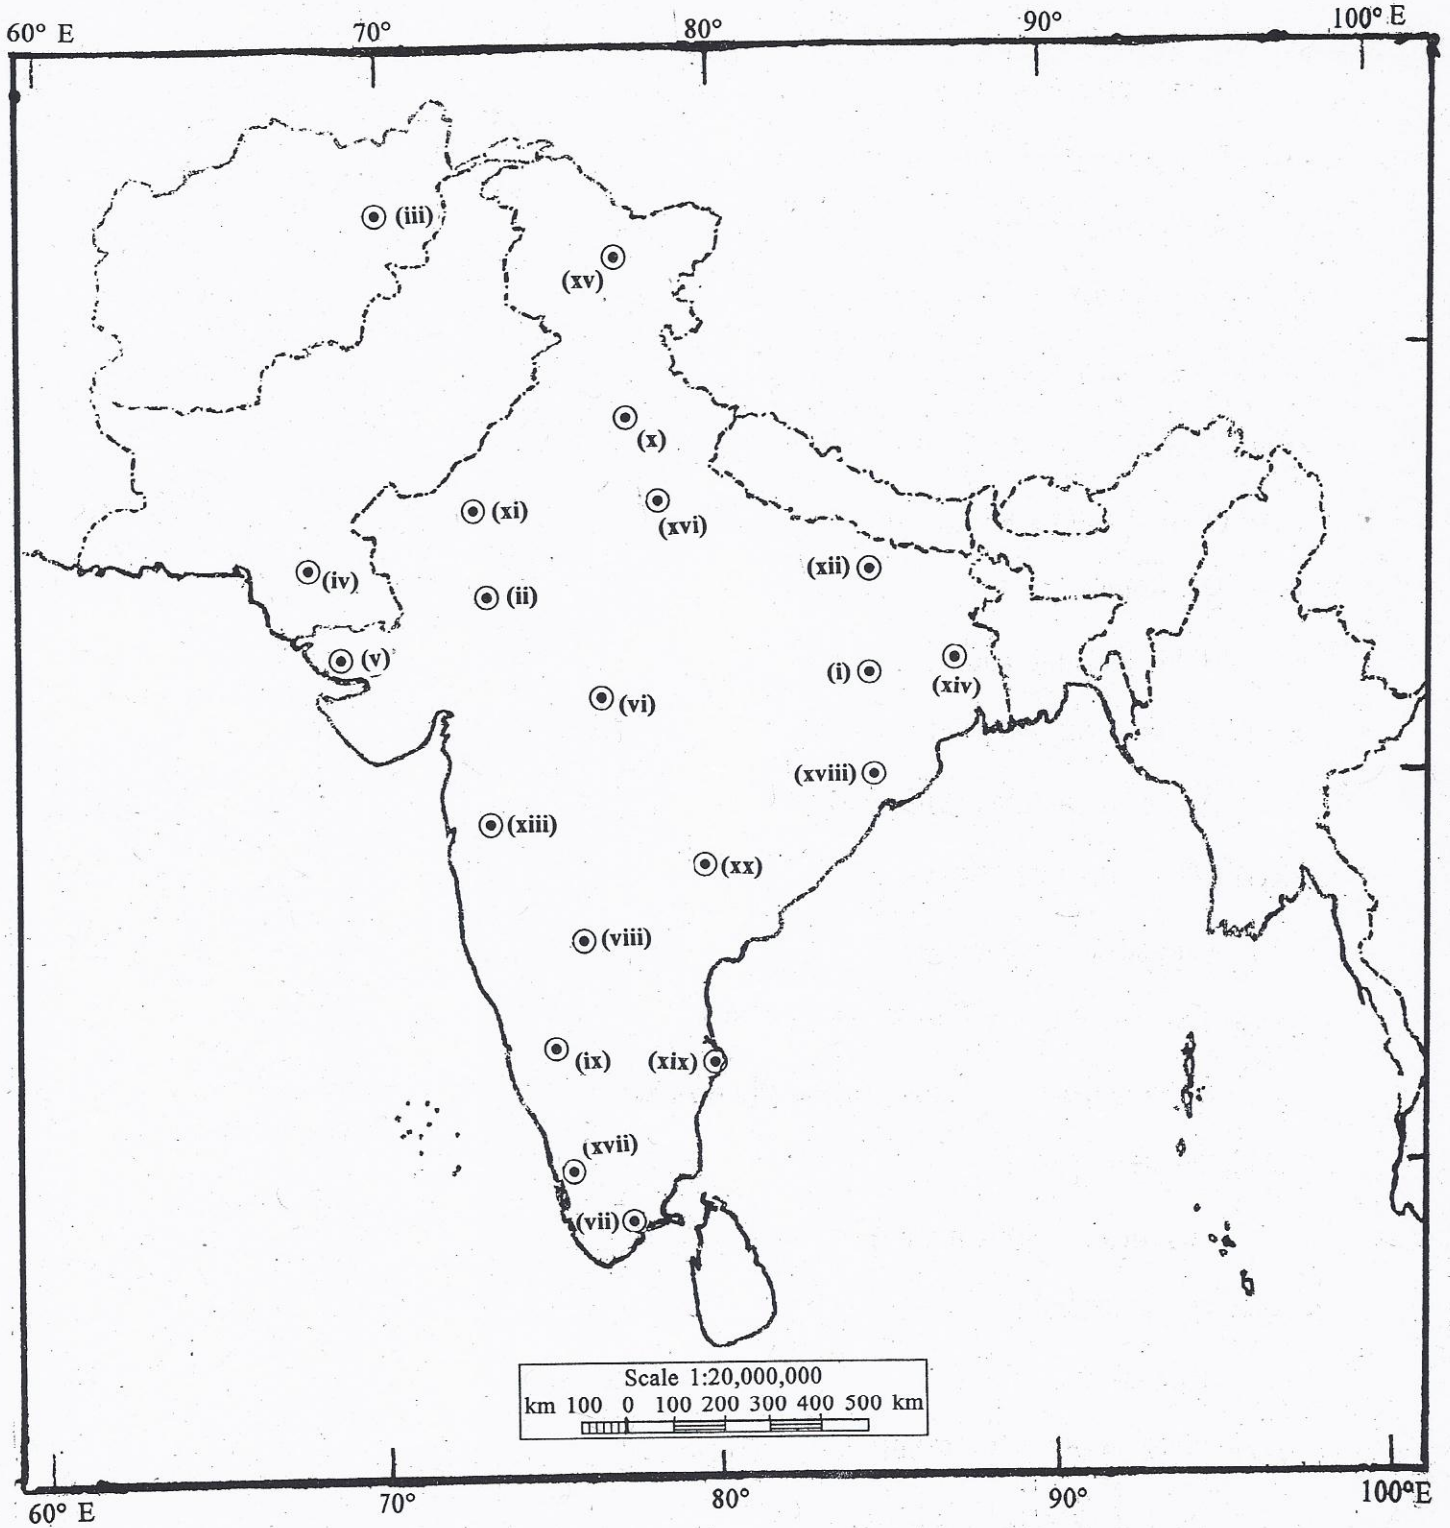 60° E 70° 80° 90° 100° E
(iii)
(xv)
(x)
(xi)
(xvi)
(xii)
(iv)
(ii)
(v)
(i)
(xiv)
(vi)
(xviii)
(xiii)
(xx)
(viii)
(ix)
(xix)
(xvii)
(vii)
Scale 1:20,000,000
km 100 0 100 200 300 400 500 km
60° E 70° 80° 90° 100° E